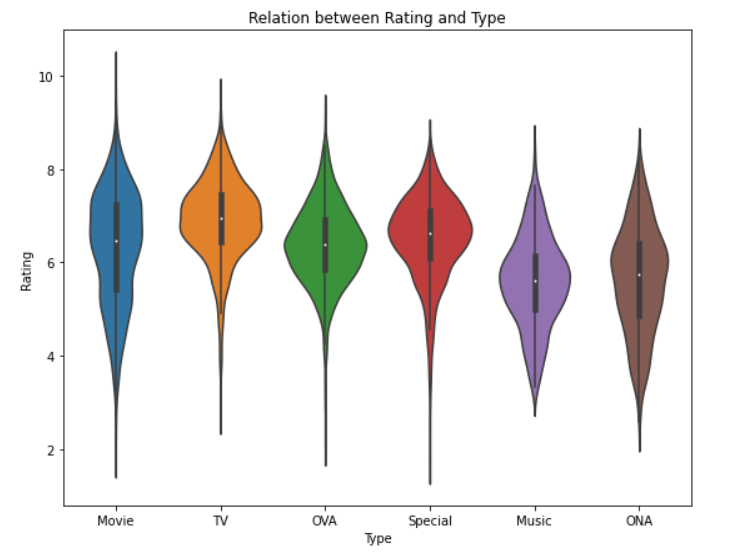 Relation between Rating and Type
10
8
6
4
2
Rating
Movie TV OVA Special Music ONA
Type